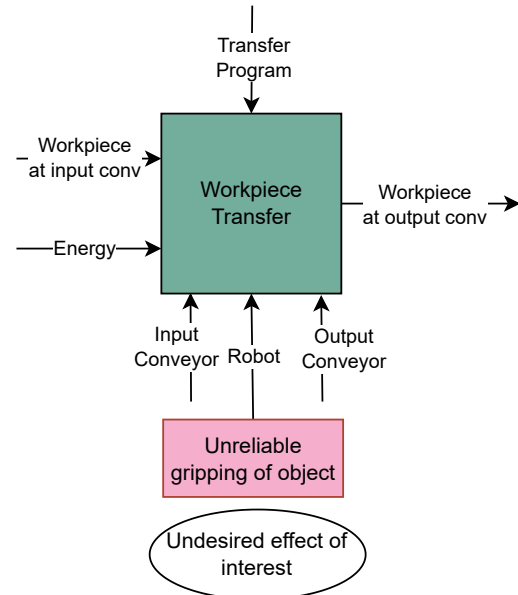 Transfer
Program
Workpiece
at input conv
Workpiece
Transfer
Workpiece
at output conv
Energy
Input
Conveyor
Robot
Output
Conveyor
Unreliable
gripping of object
Undesired effect of
interest